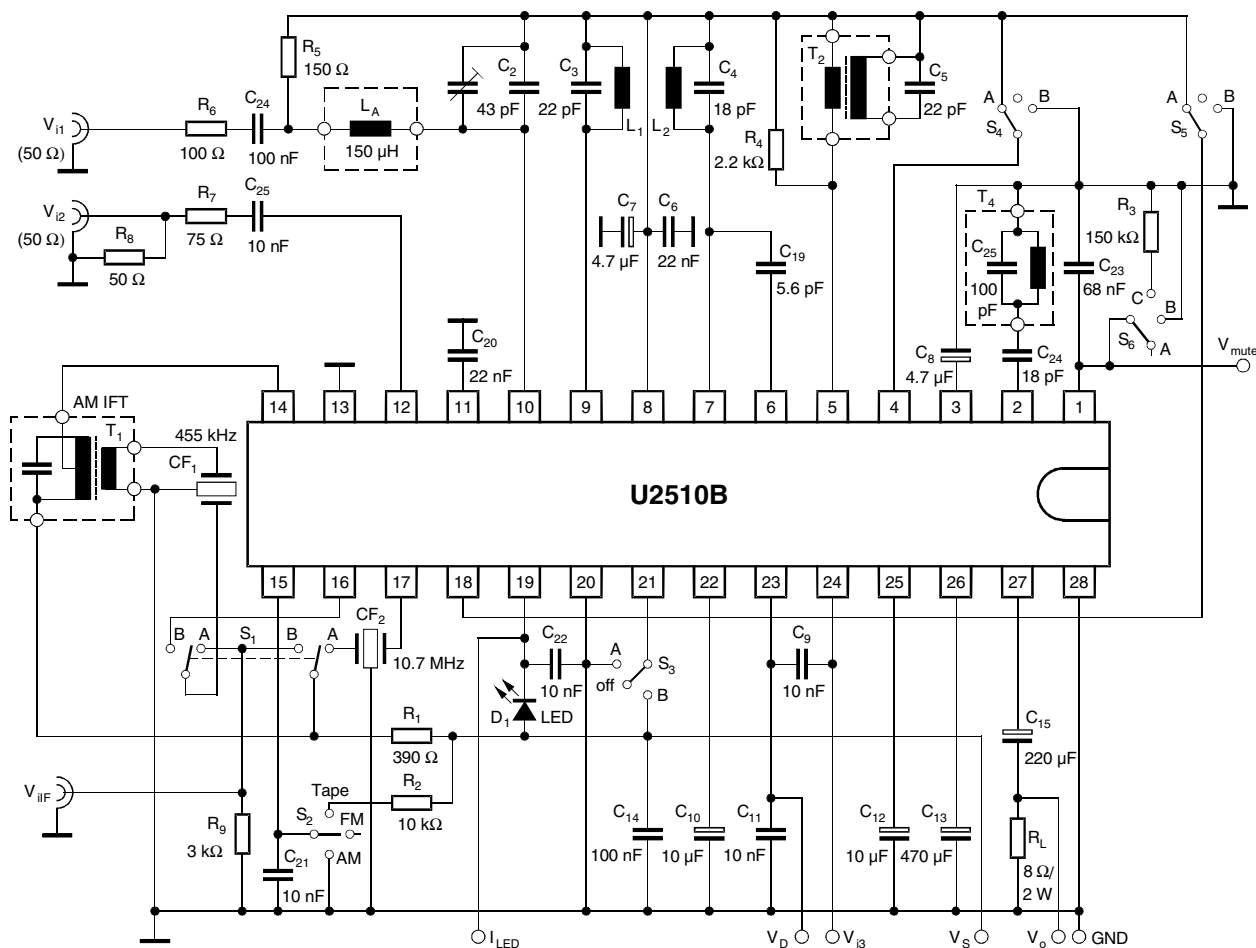 R5
150 Ω
Vi1
(50 Ω)
R6
100 Ω
C24
100 nF
LA
150 µH
43 pF
C2
C3
22 pF
L1
L2
C4
18 pF
T2
C5
22 pF
R4
2.2 kΩ
A
B
S4
A
B
S5
Vi2
(50 Ω)
R8
50 Ω
R7
75 Ω
C25
10 nF
C7
4.7 µF
C6
22 nF
C19
5.6 pF
T4
C25
100
pF
C23
68 nF
R3
150 kΩ
C
B
S6
A
Vmute
C20
22 nF
C8
4.7 µF
C24
18 pF
AM IFT
T1
455 kHz
CF1
14
13
12
11
10
9
8
7
6
5
4
3
2
1
U2510B
15
16
17
18
19
20
21
22
23
24
25
26
27
28
B
A
S1
B
A
CF2
10.7 MHz
C22
10 nF
A
off
S3
B
C9
10 nF
D1
LED
R1
390 Ω
C15
220 µF
ViIF
Tape
R2
10 kΩ
S2
FM
AM
R9
3 kΩ
C21
10 nF
C14
100 nF
C10
10 µF
C11
10 nF
C12
10 µF
C13
470 µF
RL
8 Ω/
2 W
ILED
VD
Vi3
VS
Vo
GND